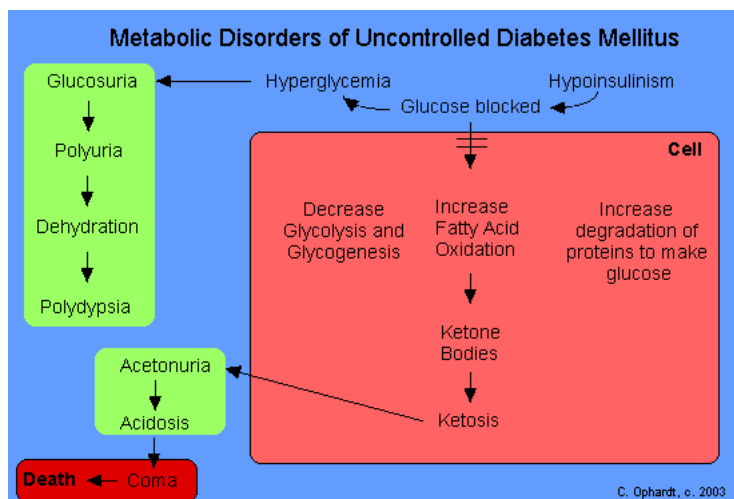 Metabolic Disorders of Uncontrolled Diabetes Mellitus
Glucosuria
Hyperglycemia
Hypoinsulinism
Glucose blocked
Polyuria
Dehydration
Polydypsia
Cell
Decrease
Glycolysis and
Glycogenesis
Increase
Fatty Acid
Oxidation
Increase
degradation of
proteins to make
glucose
Ketone
Bodies
Ketosis
Acetonuria
Acidosis
Coma
Death
C. Ophardt, c. 2003